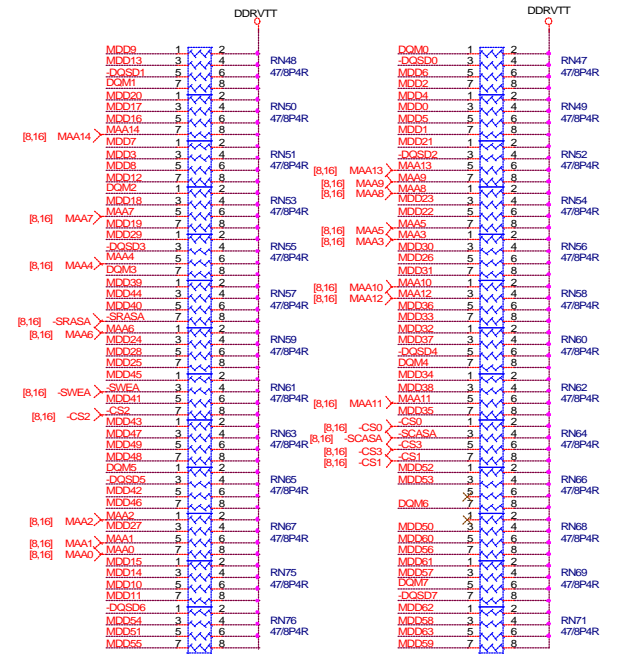 DDRVTT
MDD9 1 2
MDD13 3 4 RN48
-DQSD1 5 6 47/8P4R
DQM1 7 8
MDD20 1 2
MDD17 3 4 RN50
MDD16 5 6 47/8P4R
[8,16] MAA14 MAA14 7 8
MDD7 1 2
MDD3 3 4 RN51
MDD8 5 6 47/8P4R
MDD12 7 8
DQM2 1 2
MDD18 3 4 RN53
[8,16] MAA7 MAA7 5 6 47/8P4R
MDD19 7 8
MDD29 1 2
-DQSD3 3 4 RN55
[8,16] MAA4 MAA4 5 6 47/8P4R
DQM3 7 8
MDD39 1 2
MDD44 3 4 RN57
MDD40 5 6 47/8P4R
[8,16] -SRASA -SRASA 7 8
[8,16] MAA6 MAA6 1 2
MDD24 3 4 RN59
MDD28 5 6 47/8P4R
MDD25 7 8
MDD45 1 2
[8,16] -SWEA -SWEA 3 4 RN61
MDD41 5 6 47/8P4R
[8,16] -CS2 -CS2 7 8
MDD43 1 2
MDD47 3 4 RN63
MDD49 5 6 47/8P4R
MDD48 7 8
DQM5 1 2
-DQSD5 3 4 RN65
MDD42 5 6 47/8P4R
MDD46 7 8
[8,16] MAA2 MAA2 1 2
MDD27 3 4 RN67
[8,16] MAA1 MAA1 5 6 47/8P4R
[8,16] MAA0 MAA0 7 8
MDD15 1 2
MDD14 3 4 RN75
MDD10 5 6 47/8P4R
MDD11 7 8
-DQSD6 1 2
MDD54 3 4 RN76
MDD51 5 6 47/8P4R
MDD55 7 8
DDRVTT
DQM0 1 2
-DQSD0 3 4 RN47
MDD6 5 6 47/8P4R
MDD2 7 8
MDD4 1 2
MDD0 3 4 RN49
MDD5 5 6 47/8P4R
MDD1 7 8
MDD21 1 2
-DQSD2 3 4 RN52
[8,16] MAA13 MAA13 5 6 47/8P4R
[8,16] MAA9 MAA9 7 8
[8,16] MAA8 MAA8 1 2
MDD23 3 4 RN54
MDD22 5 6 47/8P4R
[8,16] MAA5 MAA5 7 8
[8,16] MAA3 MAA3 1 2
MDD30 3 4 RN56
MDD26 5 6 47/8P4R
MDD31 7 8
[8,16] MAA10 MAA10 1 2
[8,16] MAA12 MAA12 3 4 RN58
MDD36 5 6 47/8P4R
MDD33 7 8
MDD32 1 2
MDD37 3 4 RN60
-DQSD4 5 6 47/8P4R
DQM4 7 8
MDD34 1 2
MDD38 3 4 RN62
[8,16] MAA11 MAA11 5 6 47/8P4R
MDD35 7 8
[8,16] -CS0 -CS0 1 2
[8,16] -SCASA -SCASA 3 4 RN64
[8,16] -CS3 -CS3 5 6 47/8P4R
[8,16] -CS1 -CS1 7 8
MDD52 1 2
MDD53 3 4 RN66
5 6 47/8P4R
DQM6 7 8
1 2
MDD50 3 4 RN68
MDD60 5 6 47/8P4R
MDD56 7 8
MDD61 1 2
MDD57 3 4 RN69
DQM7 5 6 47/8P4R
-DQSD7 7 8
MDD62 1 2
MDD58 3 4 RN71
MDD63 5 6 47/8P4R
MDD59 7 8